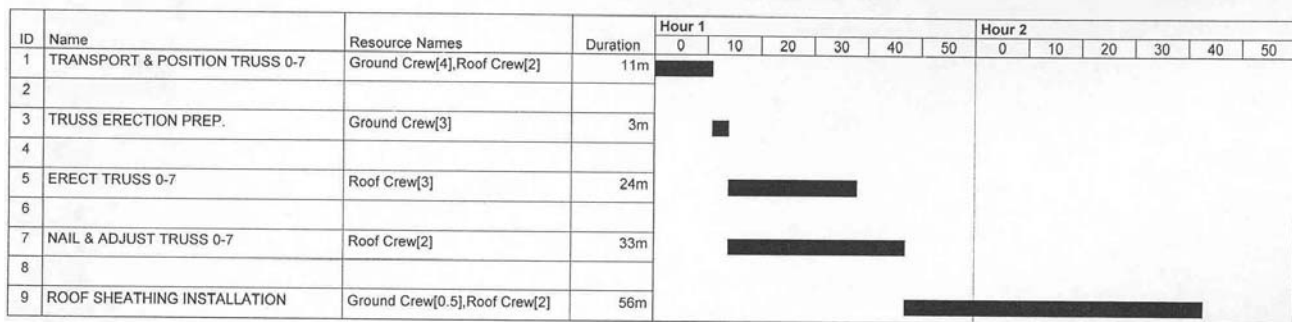 Hour 1 Hour 2
ID Name Resource Names Duration 0 10 20 30 40 50 0 10 20 30 40 50
1 TRANSPORT & POSITION TRUSS 0-7 Ground Crew[4],Roof Crew[2] 11m
2
3 TRUSS ERECTION PREP. Ground Crew[3] 3m
4
5 ERECT TRUSS 0-7 Roof Crew[3] 24m
6
7 NAIL & ADJUST TRUSS 0-7 Roof Crew[2] 33m
8
9 ROOF SHEATHING INSTALLATION Ground Crew[0.5],Roof Crew[2] 56m